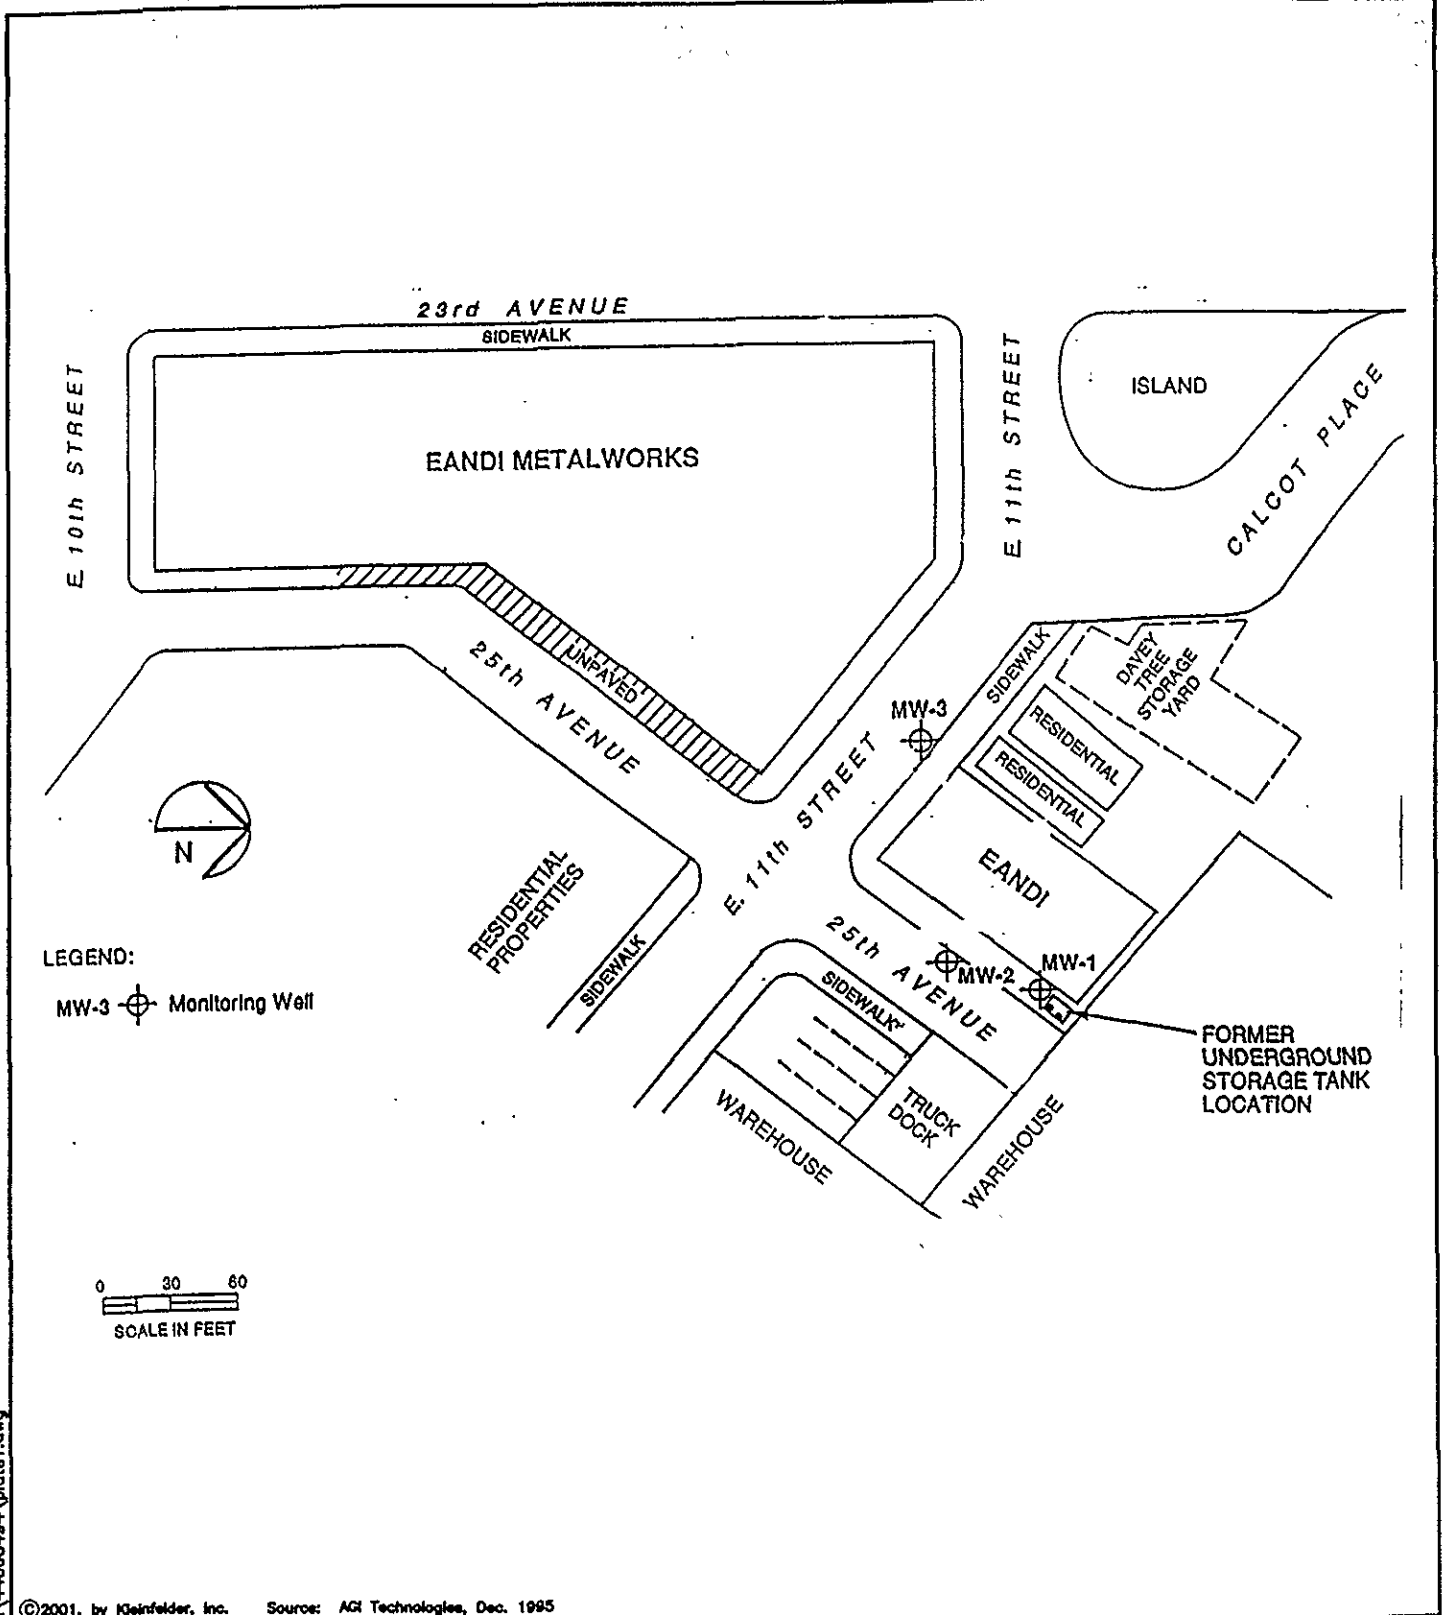 23rd AVENUE
SIDEWALK
E. 10th STREET
E. 11th STREET
ISLAND
CALCOT PLACE
EANDI METALWORKS
UNPAVED
25th AVENUE
SIDEWALK
DAVEY
TREE
STORAGE
YARD
RESIDENTIAL
RESIDENTIAL
MW-3
E. 11th STREET
EANDI
N
RESIDENTIAL
PROPERTIES
SIDEWALK
25th AVENUE
MW-2
MW-1
SIDEWALK
LEGEND:
MW-3 Monitoring Well
FORMER
UNDERGROUND
STORAGE TANK
LOCATION
TRUCK
DOCK
WAREHOUSE
WAREHOUSE
0 30 60
SCALE IN FEET
©2001, by Kleinfelder, Inc. Source: AGI Technologies, Dec. 1995